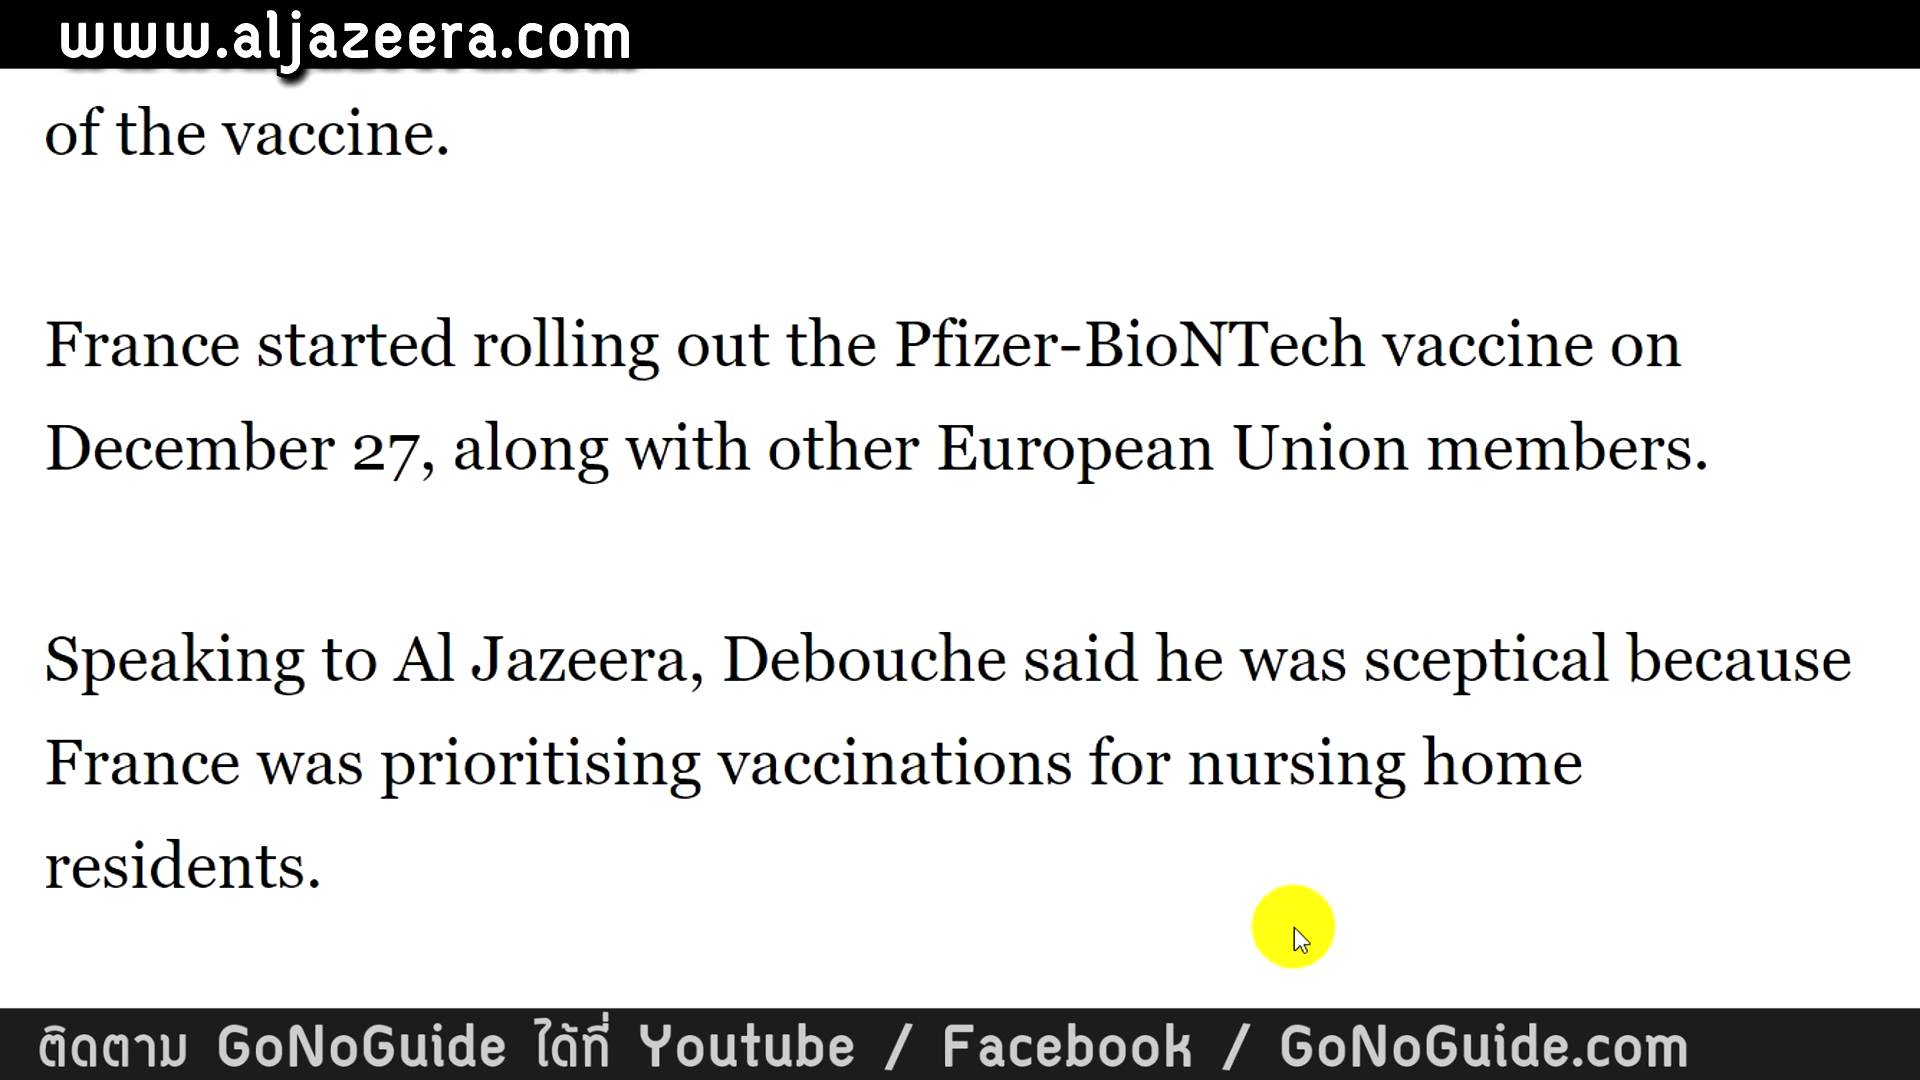 www.aljazeera.com
of the vaccine.
France started rolling out the Pfizer-BioNTech vaccine on
December 27, along with other European Union members.
Speaking to Al Jazeera, Debouche said he was sceptical because
France was prioritising vaccinations for nursing home
residents.
ติดตาม GoNoGuide ได้ที่ Youtube / Facebook / GoNoGuide.com